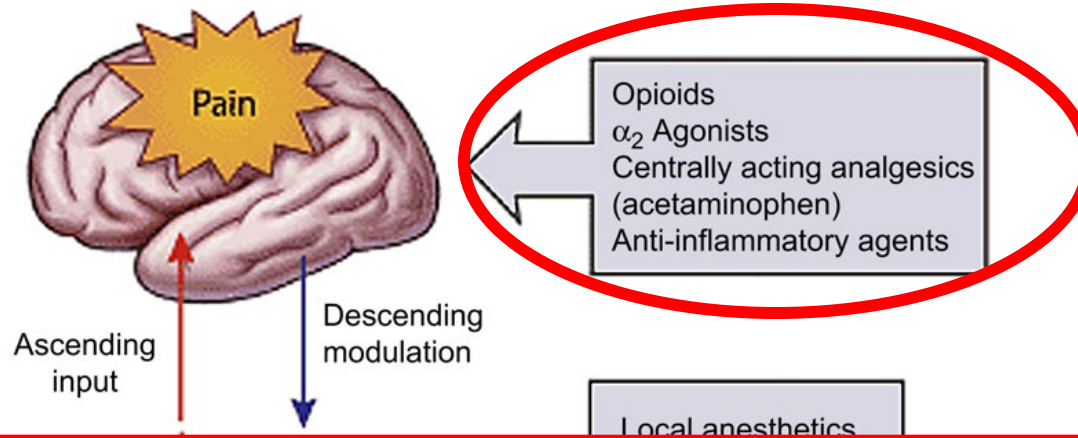 Pain
Opioids
α₂ Agonists
Centrally acting analgesics
(acetaminophen)
Anti-inflammatory agents
Ascending
input
Descending
modulation
Local anesthetics